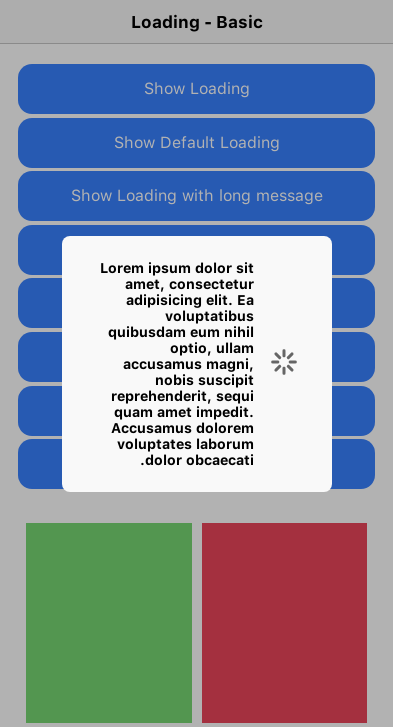 Loading - Basic
Show Loading
Show Default Loading
Show Loading with long message
Lorem ipsum dolor sit
amet, consectetur
adipisicing elit. Ea
voluptatibus
quibusdam eum nihil
optio, ullam
accusamus magni,
nobis suscipit
reprehenderit, sequi
quam amet impedit.
Accusamus dolorem
voluptates laborum
.dolor obcaecati